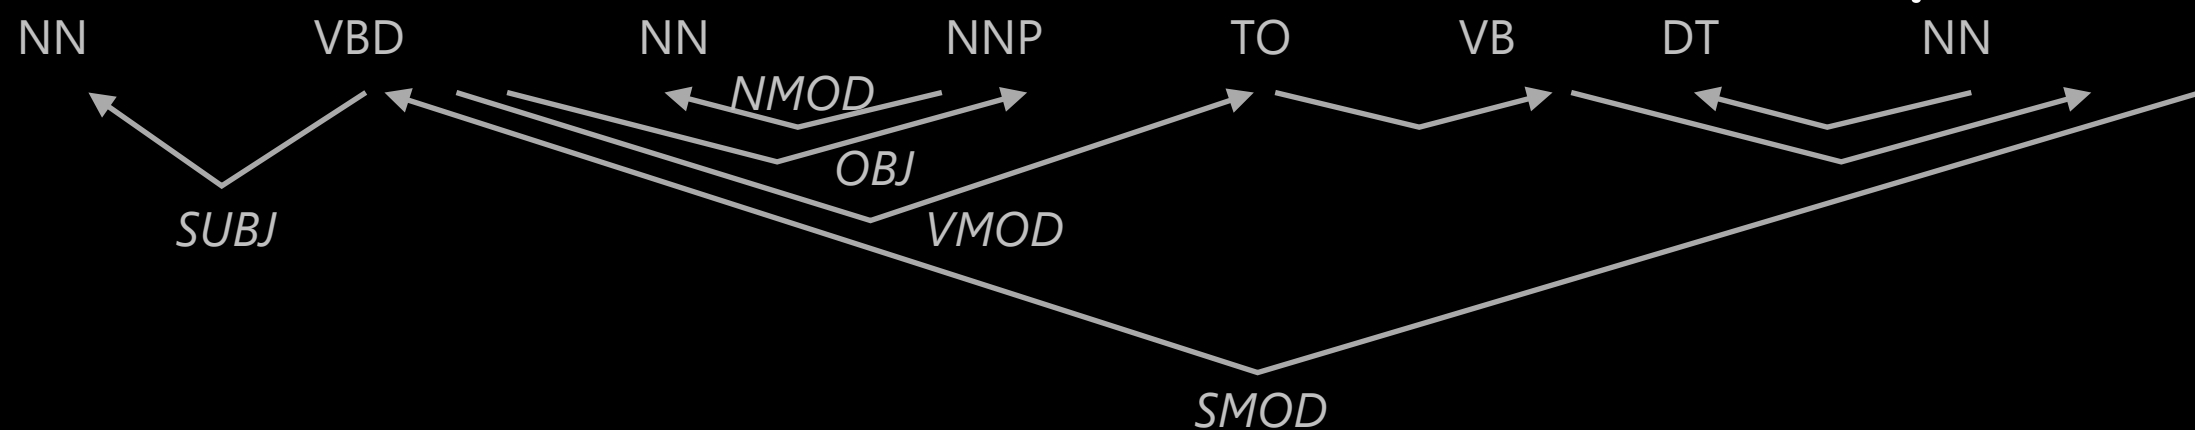 NN VBD NN NNP TO VB DT NN
NMOD
OBJ
SUBJ VMOD
SMOD